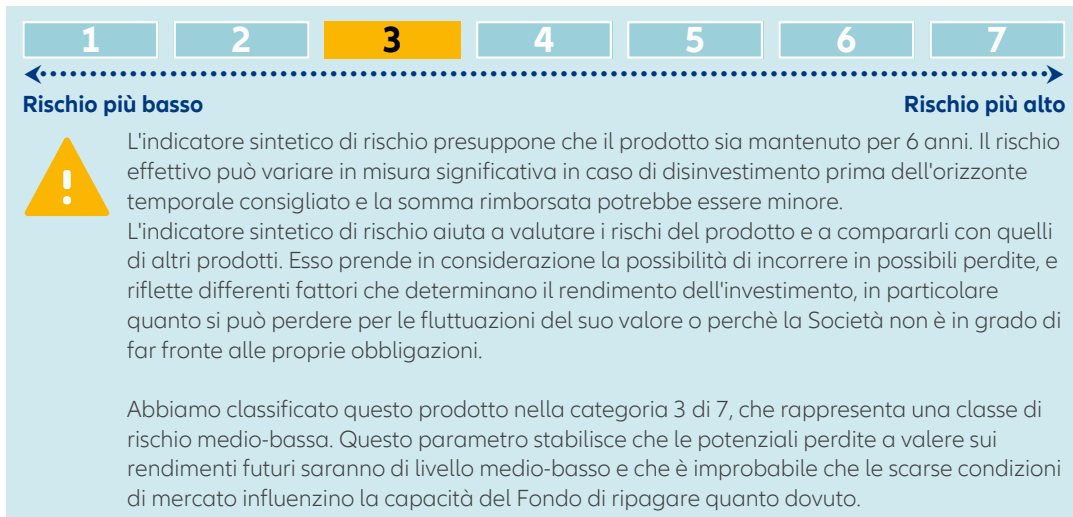 1 2 3 4 5 6 7
Rischio più basso Rischio più alto
L'indicatore sintetico di rischio presuppone che il prodotto sia mantenuto per 6 anni. Il rischio
effettivo può variare in misura significativa in caso di disinvestimento prima dell'orizzonte
temporale consigliato e la somma rimborsata potrebbe essere minore.
L'indicatore sintetico di rischio aiuta a valutare i rischi del prodotto e a compararli con quelli
di altri prodotti. Esso prende in considerazione la possibilità di incorrere in possibili perdite, e
riflette differenti fattori che determinano il rendimento dell'investimento, in particolare
quanto si può perdere per le fluttuazioni del suo valore o perchè la Società non è in grado di
far fronte alle proprie obbligazioni.
Abbiamo classificato questo prodotto nella categoria 3 di 7, che rappresenta una classe di
rischio medio-bassa. Questo parametro stabilisce che le potenziali perdite a valere sui
rendimenti futuri saranno di livello medio-basso e che è improbabile che le scarse condizioni
di mercato influenzino la capacità del Fondo di ripagare quanto dovuto.